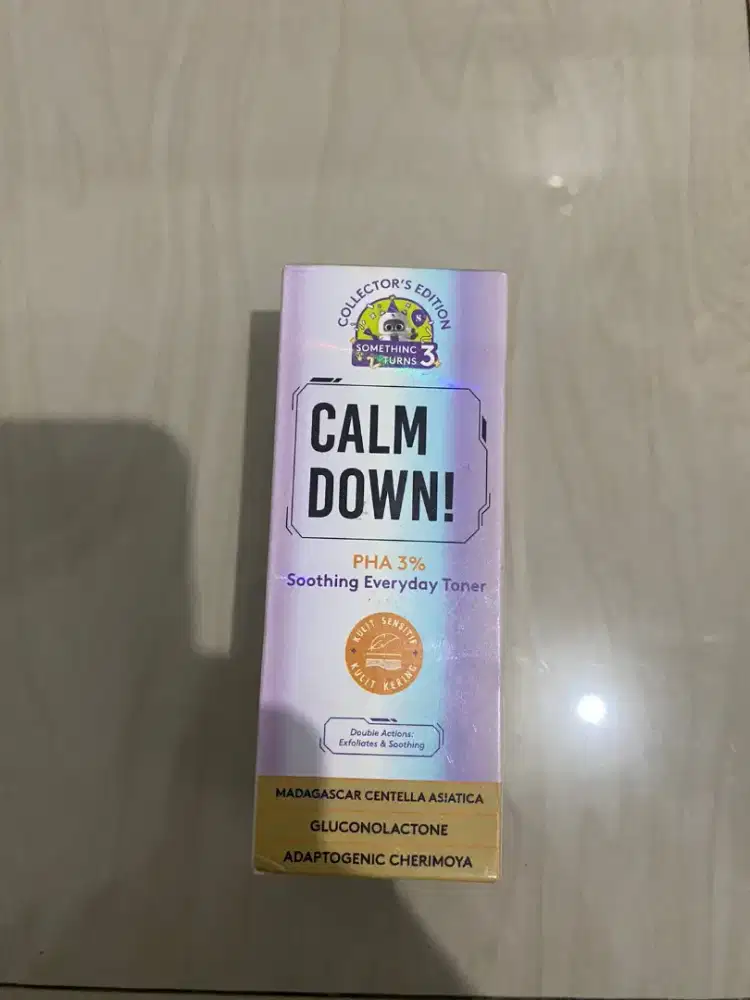 COLLECTOR'S EDITION
SOMETHINC
TURNS 3
CALM
DOWN!
PHA 3%
Soothing Everyday Toner
KULIT SENSITIF
KULIT KERING
Double Actions:
Exfoliates & Soothing
MADAGASCAR CENTELLA ASIATICA
GLUCONOLACTONE
ADAPTOGENIC CHERIMOYA